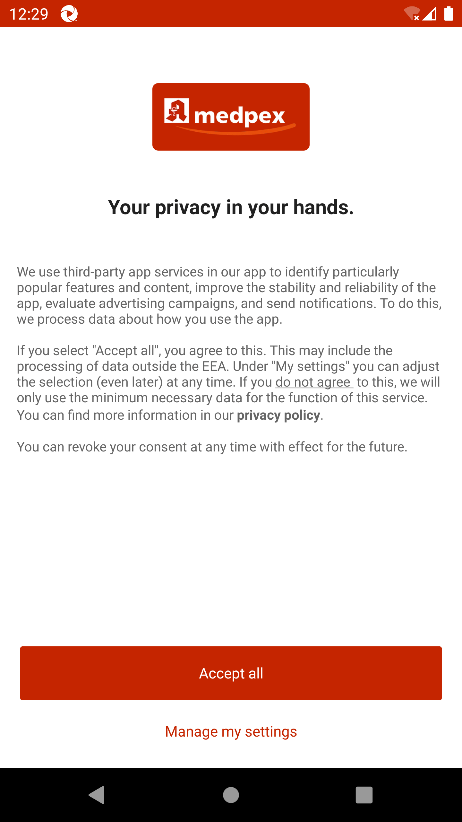 12:29
medpex
Your privacy in your hands.
We use third-party app services in our app to identify particularly
popular features and content, improve the stability and reliability of the
app, evaluate advertising campaigns, and send notifications. To do this,
we process data about how you use the app.
If you select "Accept all", you agree to this. This may include the
processing of data outside the EEA. Under "My settings" you can adjust
the selection (even later) at any time. If you do not agree to this, we will
only use the minimum necessary data for the function of this service.
You can find more information in our privacy policy.
You can revoke your consent at any time with effect for the future.
Accept all
Manage my settings